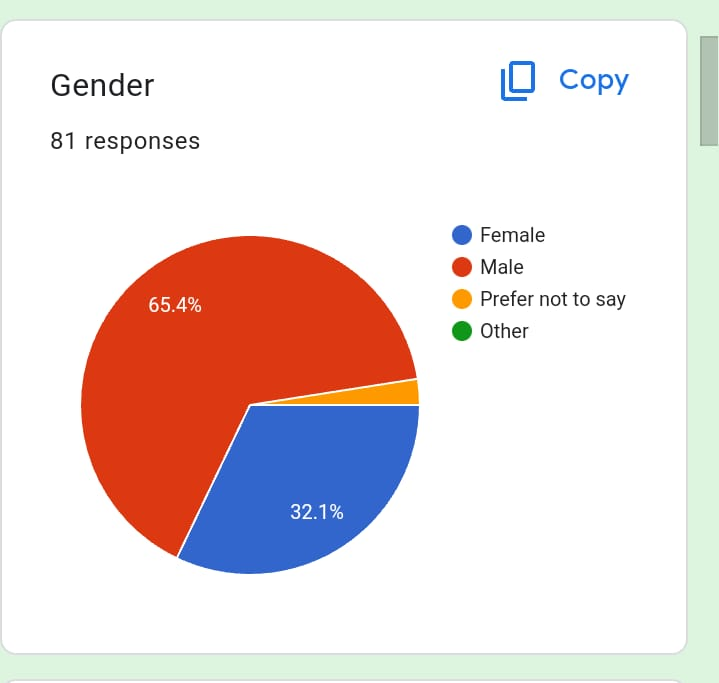 Gender
Copy
81 responses
Female
Male
Prefer not to say
Other
65.4%
32.1%